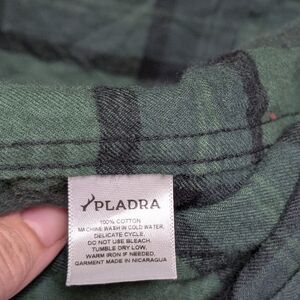 PLADRA
100% COTTON
MACHINE WASH IN COLD WATER,
DELICATE CYCLE.
DO NOT USE BLEACH.
TUMBLE DRY LOW.
WARM IRON IF NEEDED.
GARMENT MADE IN NICARAGUA